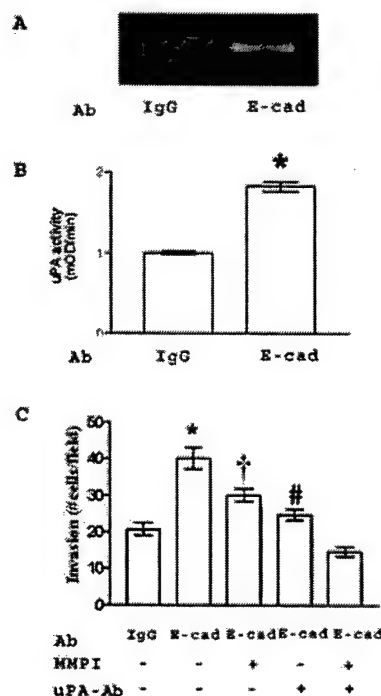 A
Ab IgG E-cad
B
uPA activity
(mOD/min)
2
1
0
*
Ab IgG E-cad
C
Invasion (#cells/field)
50
40
30
20
10
0
* † #
Ab IgG E-cad E-cad E-cad E-cad
MMPI - - + - +
uPA-Ab - - - + +